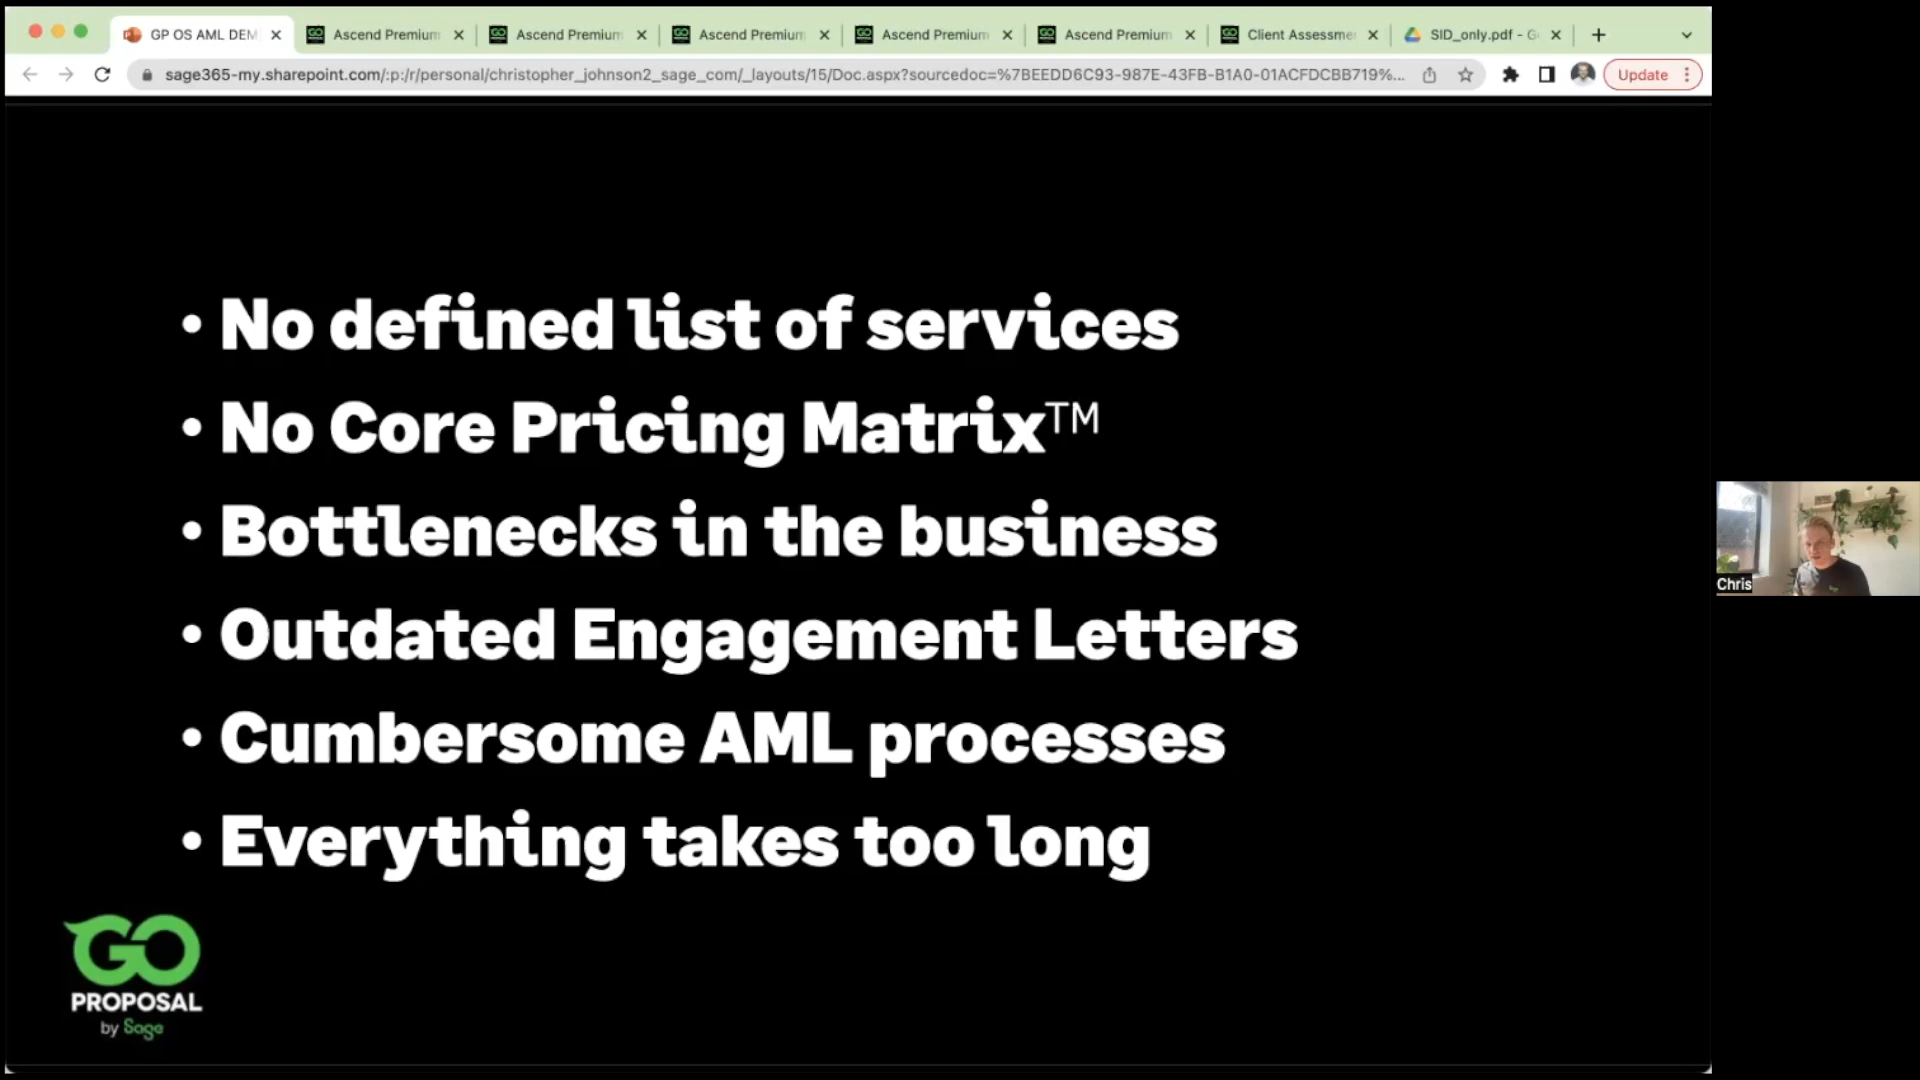 GP OS AML DEM
Ascend Premium
Ascend Premium
Ascend Premium
Ascend Premium
Ascend Premium
Client Assessme
SID_only.pdf - G
sage365-my.sharepoint.com/:p:/r/personal/christopher_johnson2_sage_com/_layouts/15/Doc.aspx?sourcedoc=%7BEEDD6C93-987E-43FB-B1A0-01ACFDCBB719%...
Update
• No defined list of services
• No Core Pricing Matrix™
• Bottlenecks in the business
• Outdated Engagement Letters
• Cumbersome AML processes
• Everything takes too long
GO
PROPOSAL
by Sage
Chris